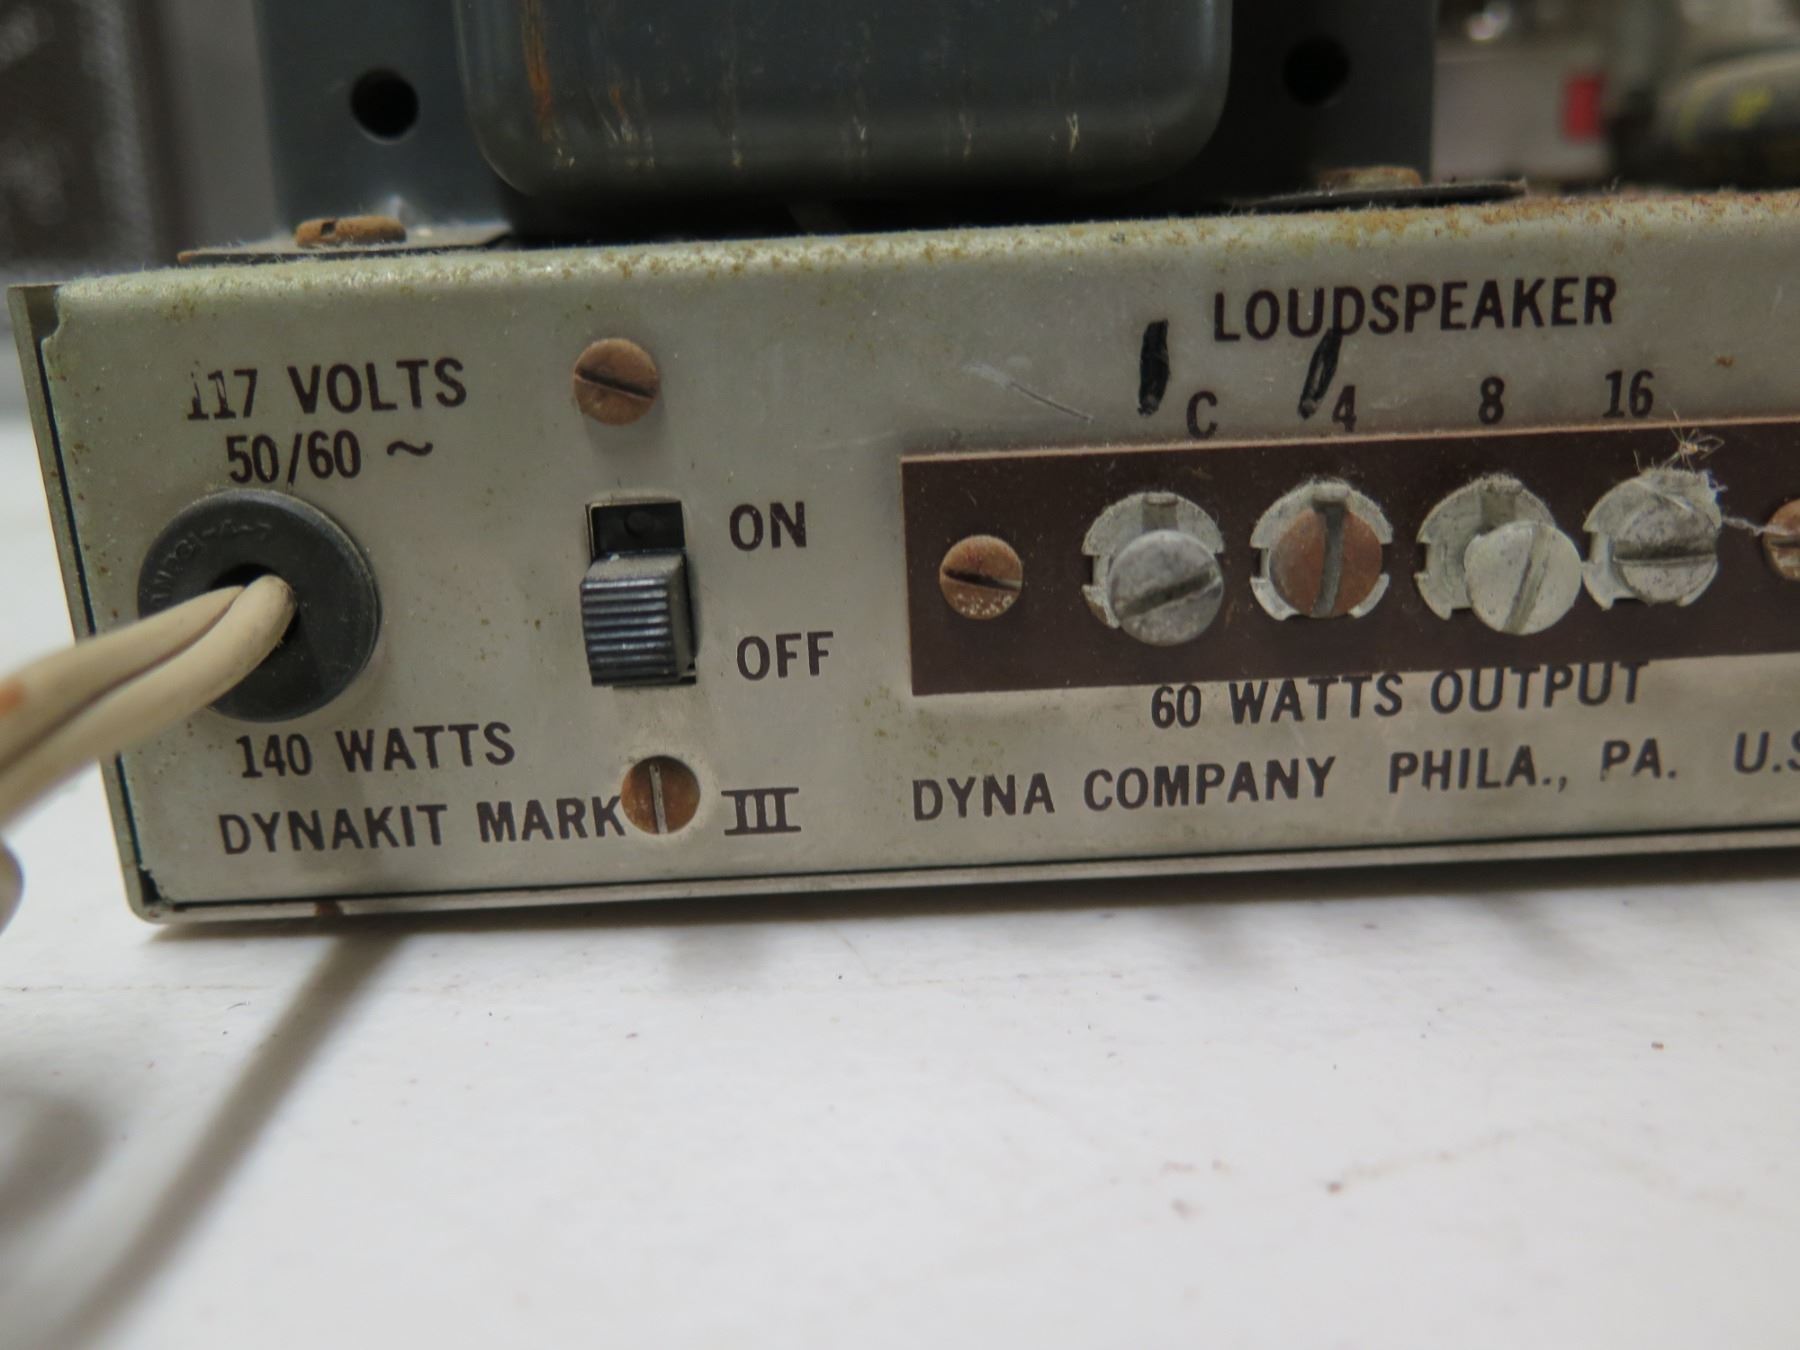 117 VOLTS
50/60 ~
ON
OFF
140 WATTS
DYNAKIT MARK III
LOUDSPEAKER
C 4 8 16
60 WATTS OUTPUT
DYNA COMPANY PHILA., PA. U.S